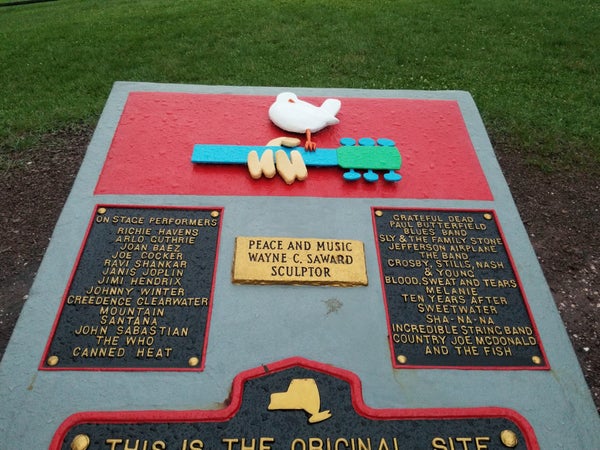 ON STAGE PERFORMERS
RICHIE HAVENS
ARLO GUTHRIE
JOAN BAEZ
JOE COCKER
RAVI SHANKAR
JANIS JOPLIN
JIMI HENDRIX
JOHNNY WINTER
CREEDENCE CLEARWATER
MOUNTAIN
SANTANA
JOHN SABASTIAN
THE WHO
CANNED HEAT
PEACE AND MUSIC
WAYNE C. SAWARD
SCULPTOR
GRATEFUL DEAD
PAUL BUTTERFIELD
BLUES BAND
SLY & THE FAMILY STONE
JEFFERSON AIRPLANE
THE BAND
CROSBY, STILLS, NASH
& YOUNG
BLOOD, SWEAT AND TEARS
MELANIE
TEN YEARS AFTER
SWEETWATER
SHA-NA-NA
INCREDIBLE STRING BAND
COUNTRY JOE MCDONALD
AND THE FISH
THIS IS THE ORIGINAL SITE